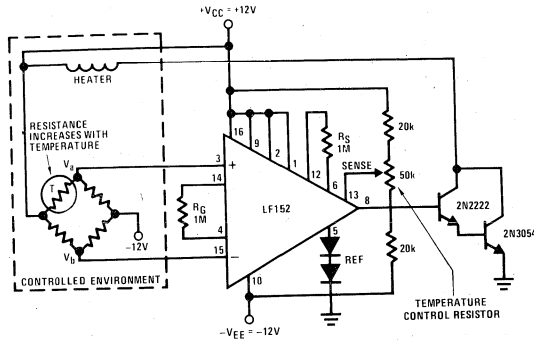 +VCC = +12V
HEATER
RESISTANCE
INCREASES WITH
TEMPERATURE
Va
T
Vb
-12V
CONTROLLED ENVIRONMENT
3
+
14
RG
1M
4
15
−
16
9
2
1
12
RS
1M
6
SENSE
13
LF152
8
5
REF
10
-VEE = -12V
20k
50k
20k
2N2222
2N3054
TEMPERATURE
CONTROL RESISTOR